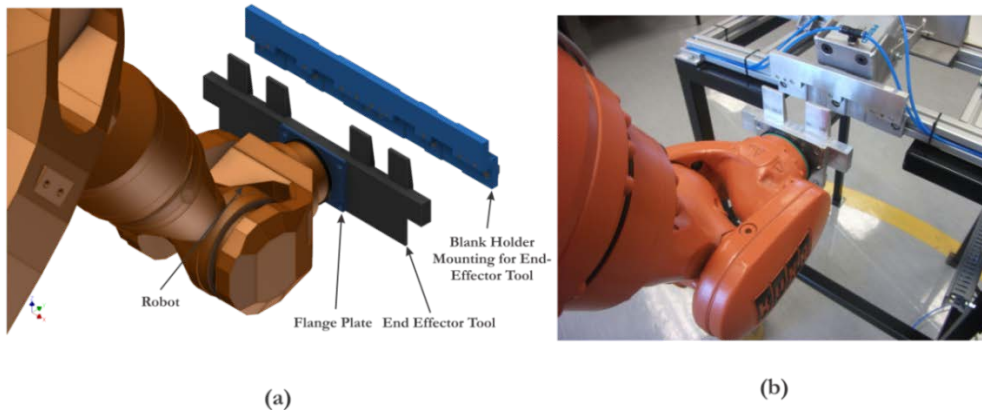 Blank Holder
Mounting for End-
Effector Tool
Robot
Flange Plate
End Effector Tool
(a)
(b)